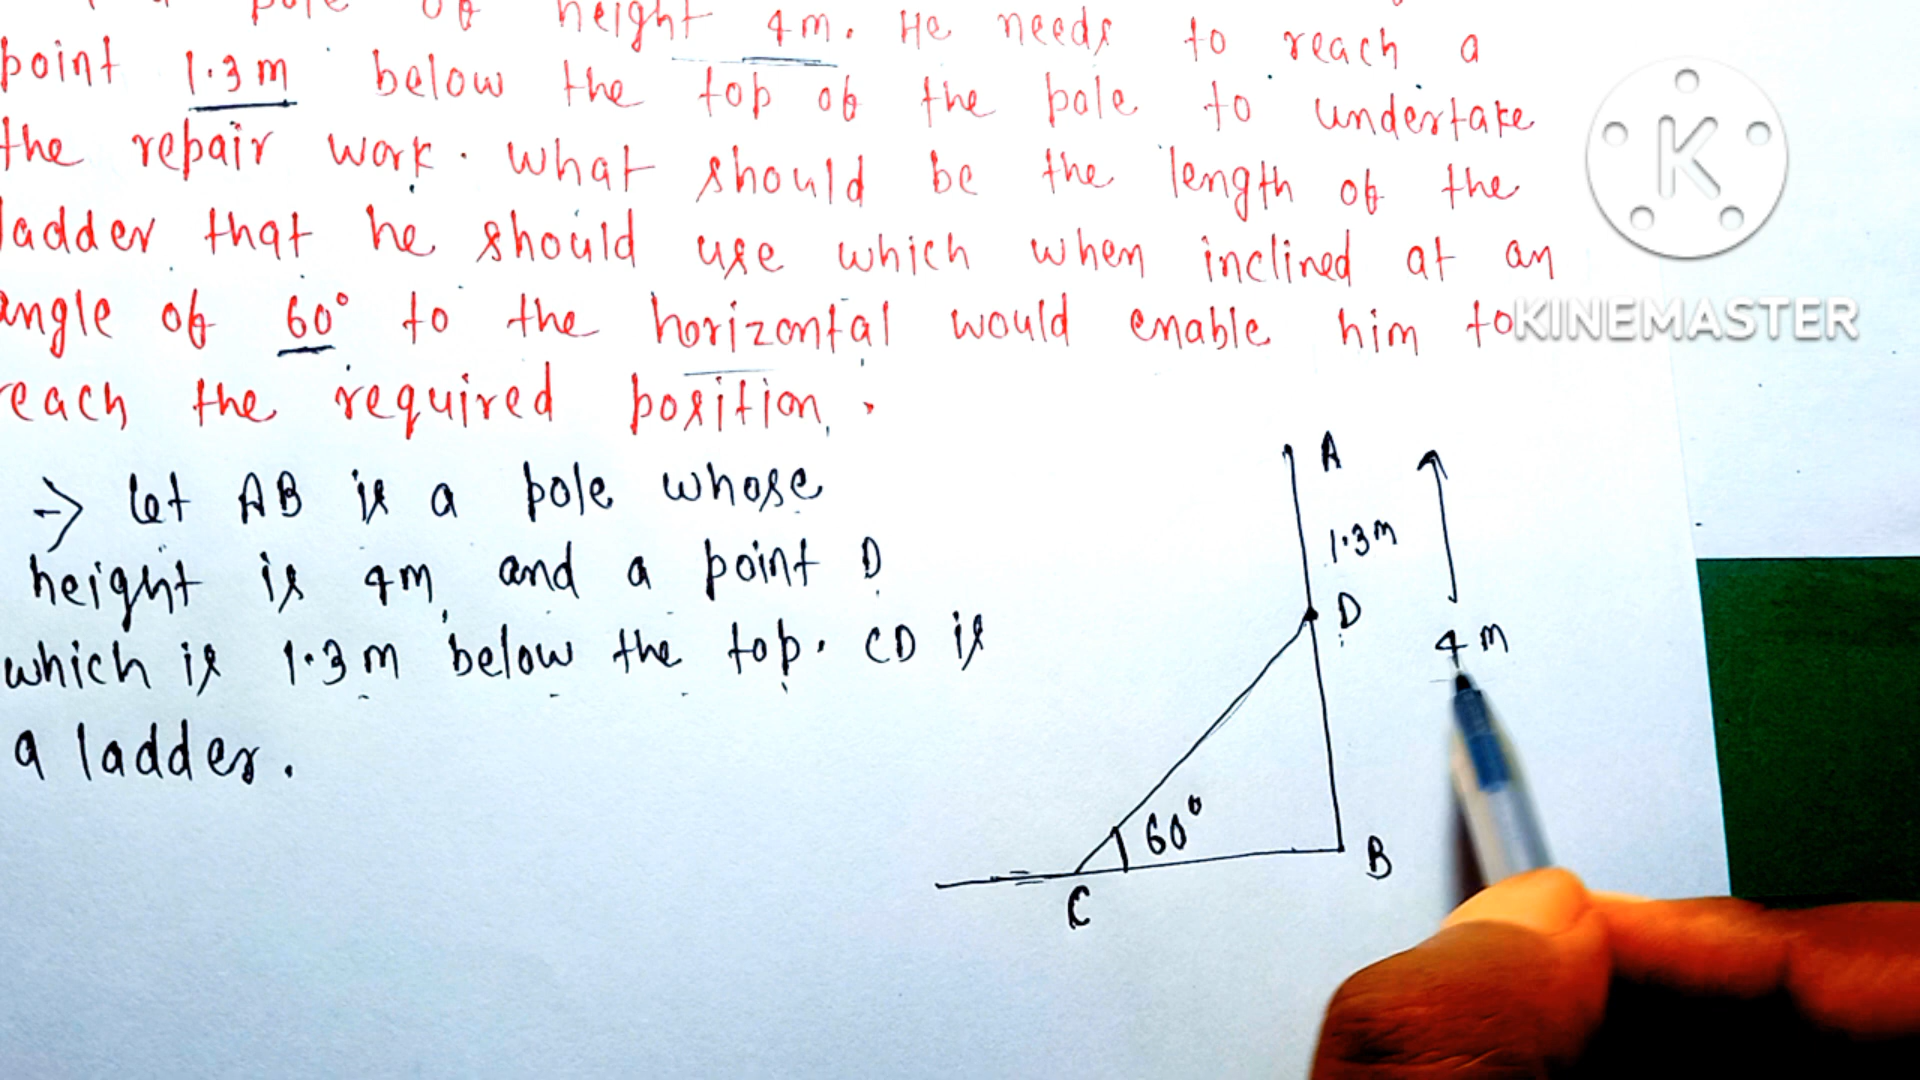 pole of height 4m. He needs to reach a
point 1.3m below the top of the pole to undertake
the repair work. What should be the length of the
ladder that he should use which when inclined at an
angle of 60° to the horizontal would enable him to
reach the required position.
KINEMASTER
K
→ let AB is a pole whose
height is 4m and a point D
which is 1.3m below the top. CD is
a ladder.
A
1.3m
D
4m
60°
B
C